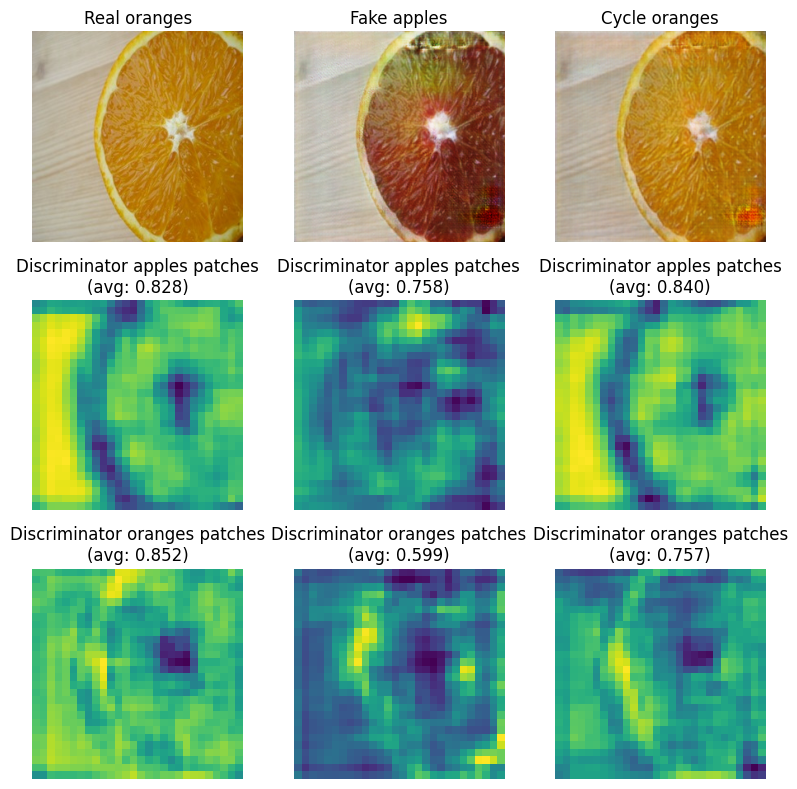 Real oranges
Fake apples
Cycle oranges
Discriminator apples patches
(avg: 0.828)
Discriminator apples patches
(avg: 0.758)
Discriminator apples patches
(avg: 0.840)
Discriminator oranges patches
(avg: 0.852)
Discriminator oranges patches
(avg: 0.599)
Discriminator oranges patches
(avg: 0.757)